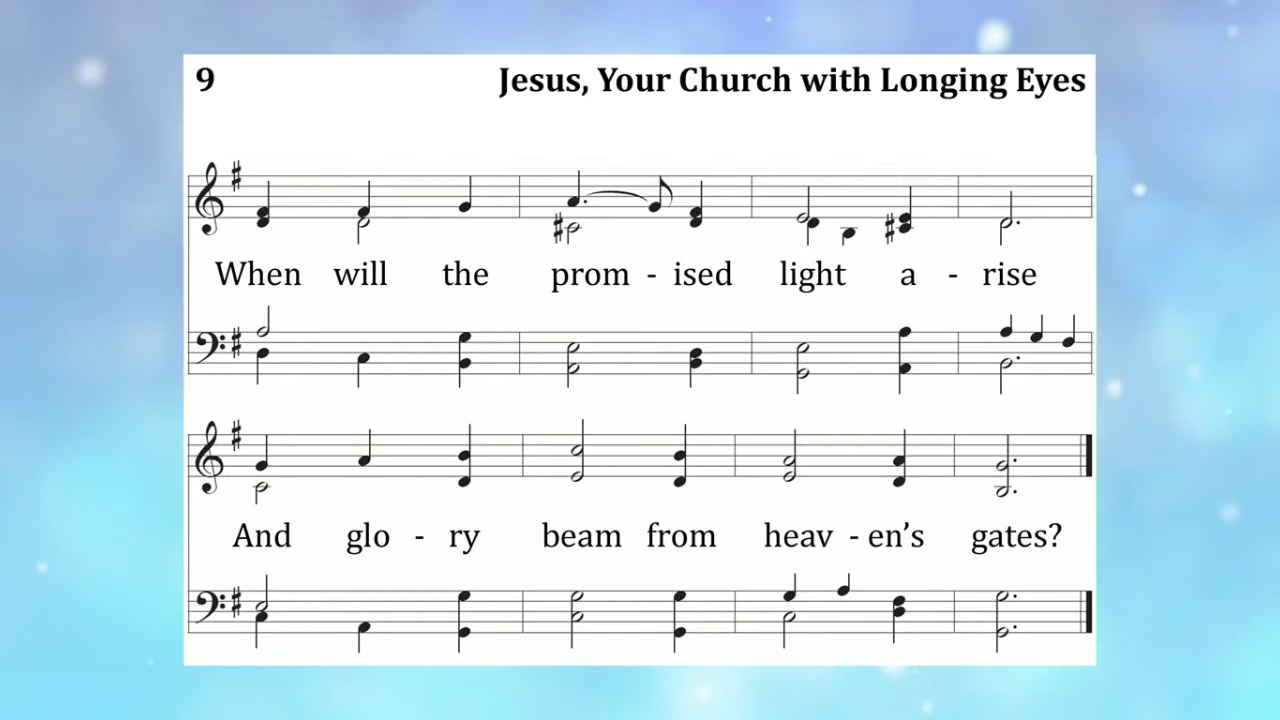 9 Jesus, Your Church with Longing Eyes
When will the prom - ised light a - rise
And glo - ry beam from heav - en's gates?